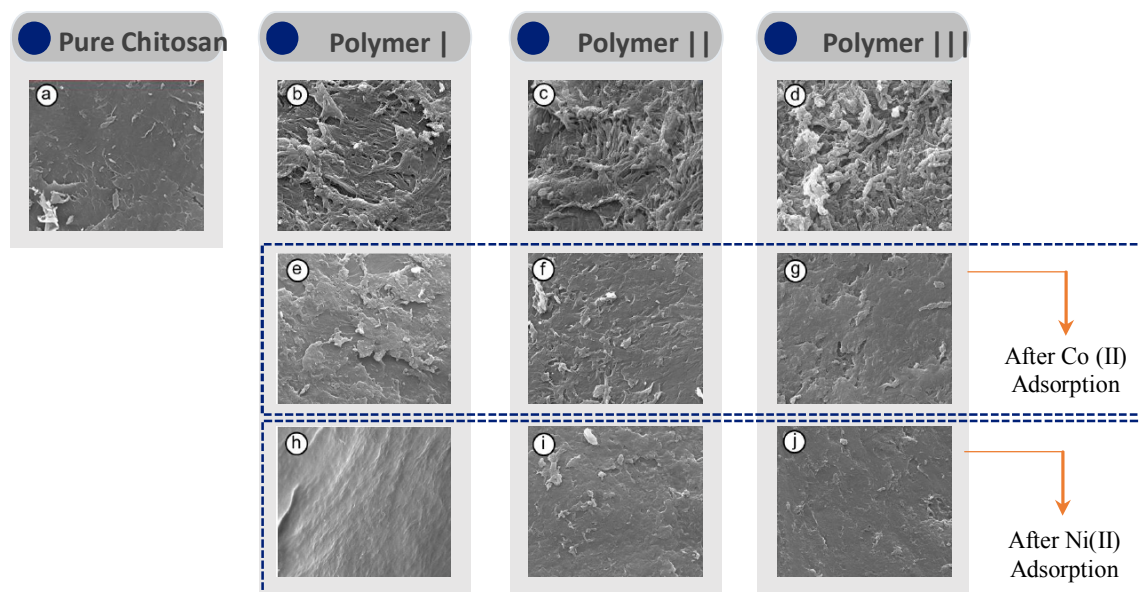 Pure Chitosan
Polymer |
Polymer ||
Polymer |||
a
b
c
d
e
f
g
After Co (II)
Adsorption
h
i
j
After Ni(II)
Adsorption